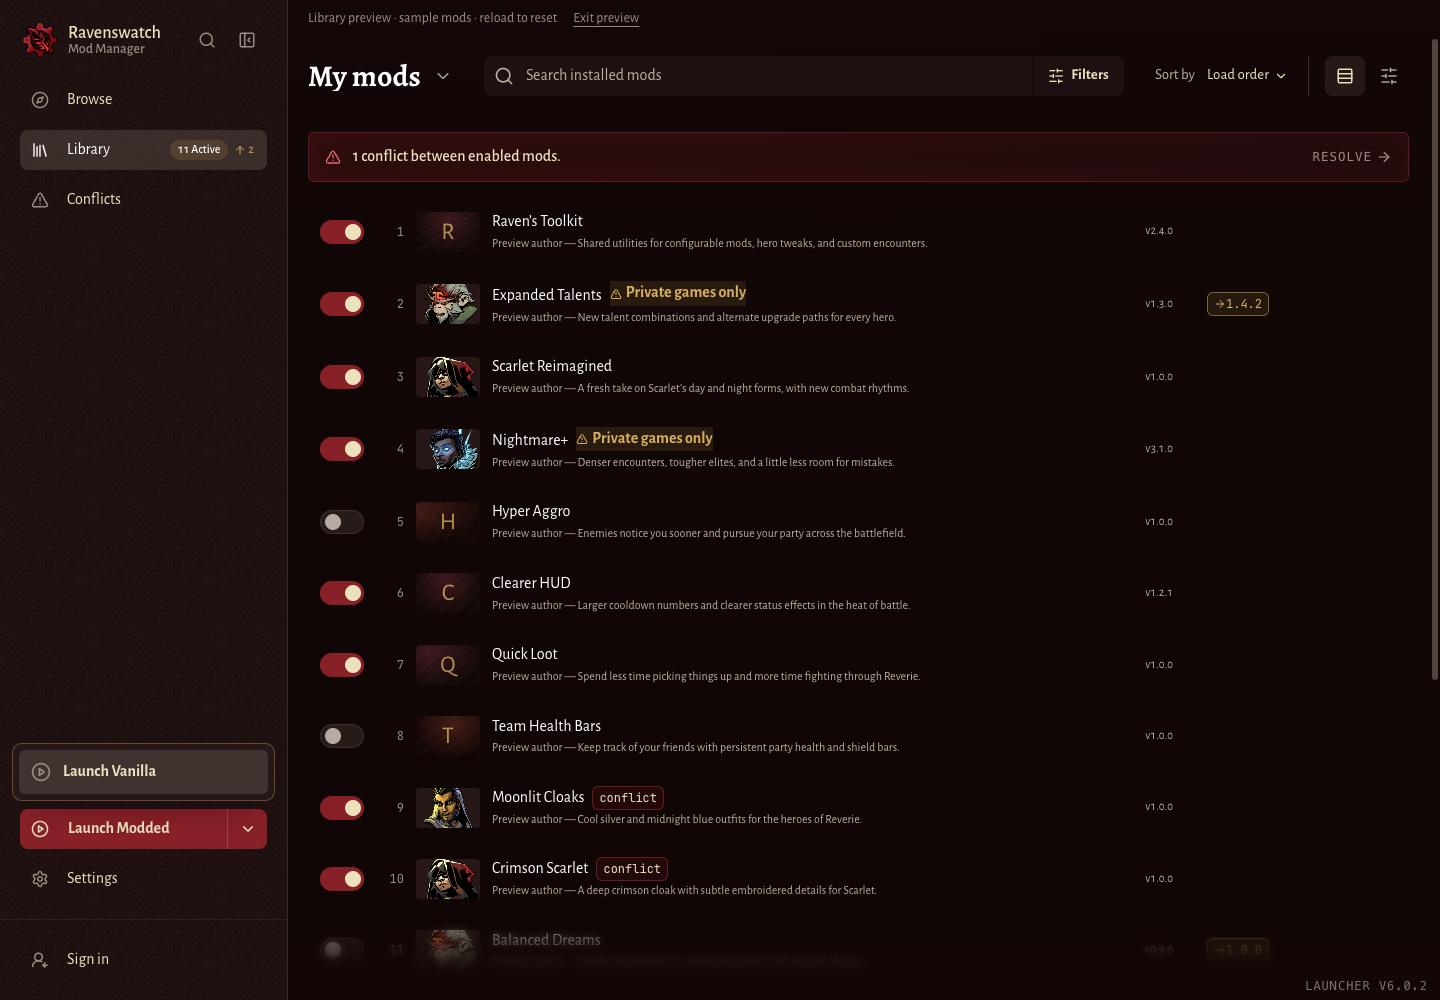 Ravenswatch
Mod Manager
Browse
Library 11 Active ↑ 2
Conflicts
Launch Vanilla
Launch Modded
Settings
Sign in
Library preview · sample mods · reload to reset Exit preview
My mods Search installed mods Filters Sort by Load order
1 conflict between enabled mods. RESOLVE →
1 R Raven's Toolkit v2.4.0
Preview author — Shared utilities for configurable mods, hero tweaks, and custom encounters.
2 Expanded Talents Private games only v1.3.0 →1.4.2
Preview author — New talent combinations and alternate upgrade paths for every hero.
3 Scarlet Reimagined v1.0.0
Preview author — A fresh take on Scarlet's day and night forms, with new combat rhythms.
4 Nightmare+ Private games only v3.1.0
Preview author — Denser encounters, tougher elites, and a little less room for mistakes.
5 H Hyper Aggro v1.0.0
Preview author — Enemies notice you sooner and pursue your party across the battlefield.
6 C Clearer HUD v1.2.1
Preview author — Larger cooldown numbers and clearer status effects in the heat of battle.
7 Q Quick Loot v1.0.0
Preview author — Spend less time picking things up and more time fighting through Reverie.
8 T Team Health Bars v1.0.0
Preview author — Keep track of your friends with persistent party health and shield bars.
9 Moonlit Cloaks conflict v1.0.0
Preview author — Cool silver and midnight blue outfits for the heroes of Reverie.
10 Crimson Scarlet conflict v1.0.0
Preview author — A deep crimson cloak with subtle embroidered details for Scarlet.
11 Balanced Dreams v0.9.0 →1.0.0
LAUNCHER V6.0.2